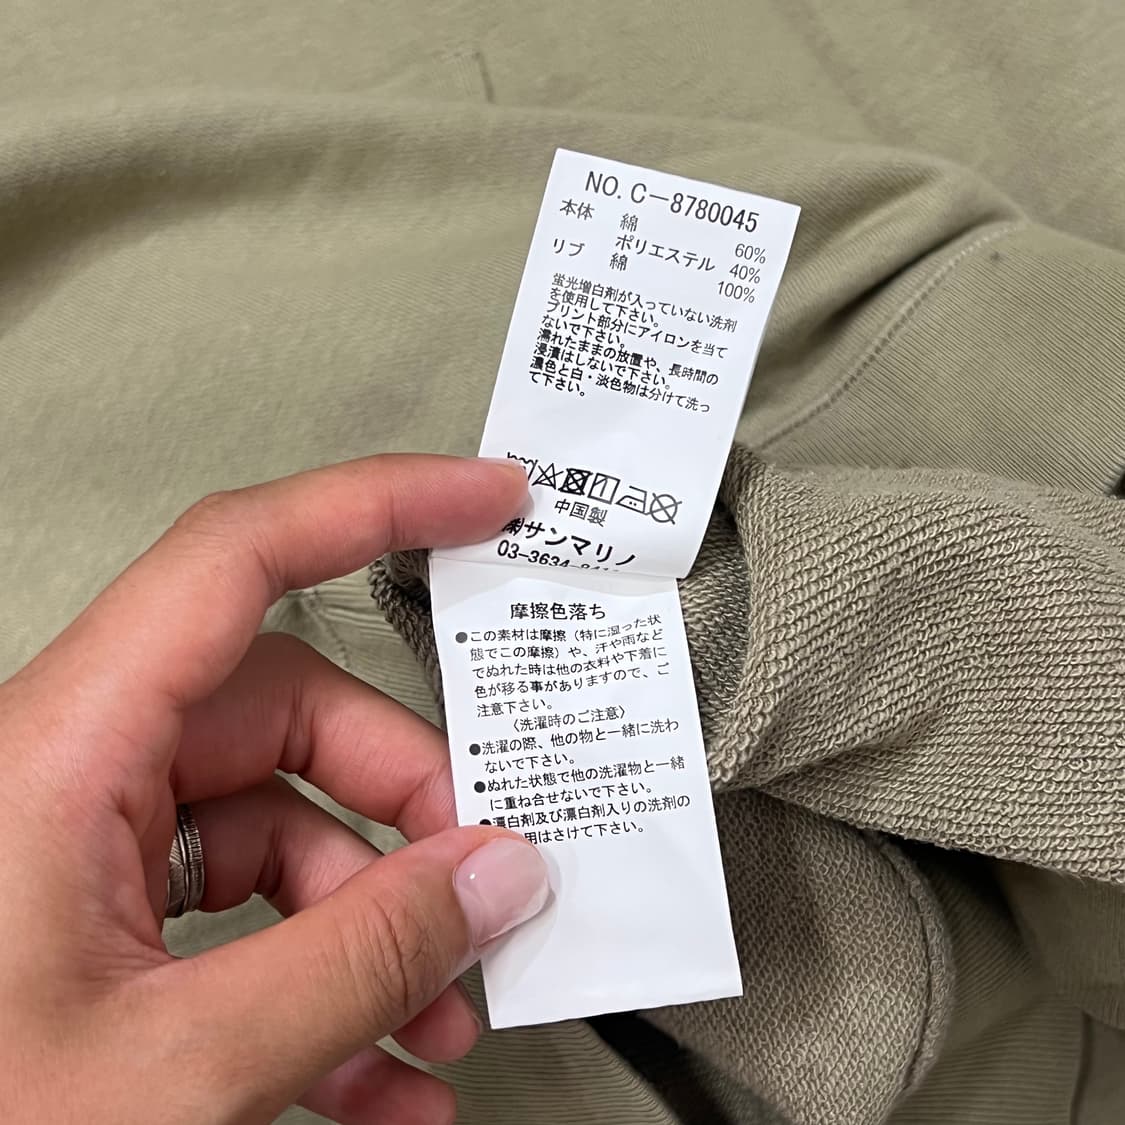 NO. C－8780045
本体 綿 60%
ポリエステル 40%
リブ 綿 100%
蛍光増白剤が入っていない洗剤
を使用して下さい。
プリント部分にアイロンを当て
ないで下さい。
濡れたままの放置や、長時間の
浸漬はしないで下さい。
濃色と白・淡色物は分けて洗っ
て下さい。
中国製
㈱サンマリノ
03-3634-841
摩擦色落ち
●この素材は摩擦（特に湿った状
態でこの摩擦）や、汗や雨など
でぬれた時は他の衣料や下着に
色が移る事がありますので、ご
注意下さい。
〈洗濯時のご注意〉
●洗濯の際、他の物と一緒に洗わ
ないで下さい。
●ぬれた状態で他の洗濯物と一緒
に重ね合せないで下さい。
●漂白剤及び漂白剤入りの洗剤の
用はさけて下さい。